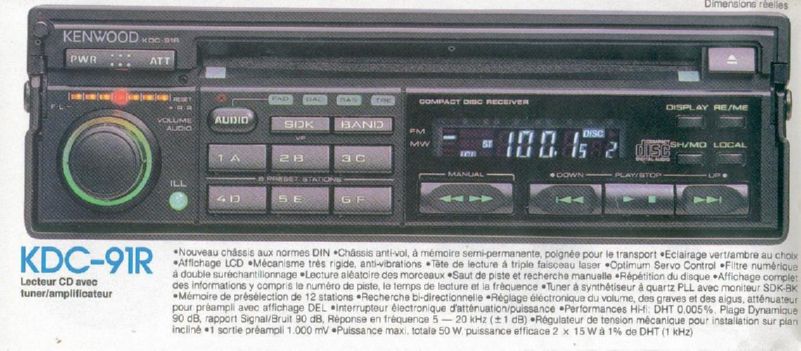 Dimensions réelles
KENWOOD KDC-91R
PWR ATT
RESET
VOLUME
AUDIO
ILL
AUDIO
FAD BAL BAS TRE
SDK BAND
VF
1 A 2 B 3 C
6 PRESET STATIONS
4 D 5 E 6 F
COMPACT DISC RECEIVER
FM
MW
ST 100.15 DISC 2
COMPACT
disc
DIGITAL AUDIO
DISPLAY RE/ME
SH/MO LOCAL
MANUAL DOWN PLAY/STOP UP
KDC-91R
Lecteur CD avec
tuner/amplificateur
•Nouveau châssis aux normes DIN •Châssis anti-vol, à mémoire semi-permanente, poignée pour le transport •Eclairage vert/ambre au choix
•Affichage LCD •Mécanisme très rigide, anti-vibrations •Tête de lecture à triple faisceau laser •Optimum Servo Control •Filtre numérique
à double suréchantillonnage •Lecture aléatoire des morceaux •Saut de piste et recherche manuelle •Répétition du disque •Affichage complet
des informations y compris le numéro de piste, le temps de lecture et la fréquence •Tuner à synthétiseur à quartz PLL avec moniteur SDK-BK
•Mémoire de présélection de 12 stations •Recherche bi-directionnelle •Réglage électronique du volume, des graves et des aigus, atténuateur
pour préampli avec affichage DEL •Interrupteur électronique d'atténuation/puissance •Performances Hi-fi: DHT 0.005%, Plage Dynamique
90 dB, rapport Signal/Bruit 90 dB, Réponse en fréquence 5 — 20 kHz (±1 dB) •Régulateur de tension mécanique pour installation sur plan
incliné •1 sortie préampli 1.000 mV •Puissance maxi. totale 50 W, puissance efficace 2 × 15 W à 1% de DHT (1 kHz)